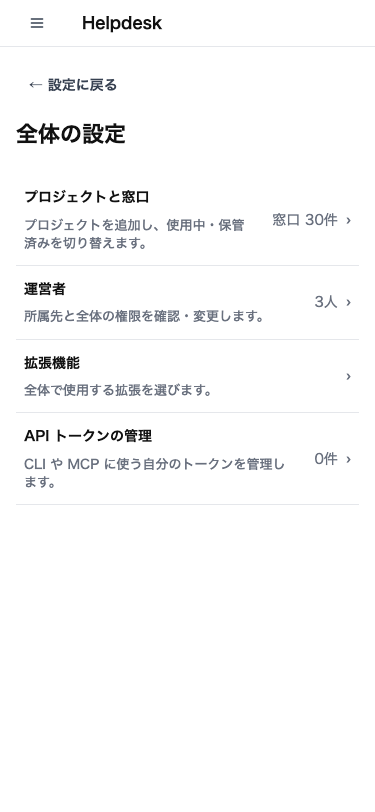 Helpdesk
← 設定に戻る
全体の設定
プロジェクトと窓口
プロジェクトを追加し、使用中・保管
済みを切り替えます。
窓口 30件 ›
運営者
所属先と全体の権限を確認・変更します。
3人 ›
拡張機能
全体で使用する拡張を選びます。
›
API トークンの管理
CLI や MCP に使う自分のトークンを管理し
ます。
0件 ›